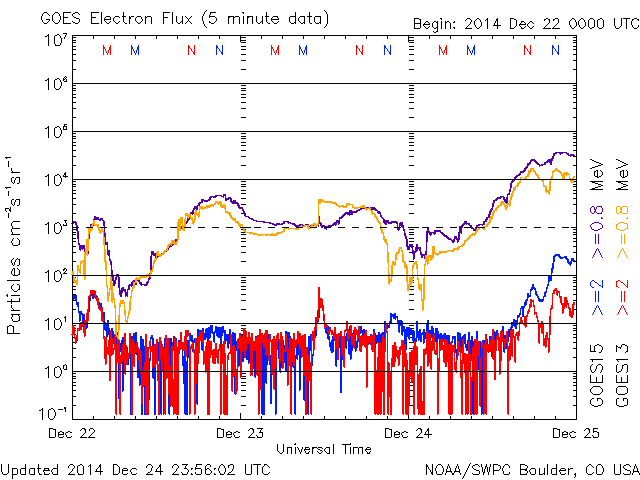 GOES Electron Flux (5 minute data) Begin: 2014 Dec 22 0000 UTC
10⁷
M M N N M M N N M M N N
10⁶
10⁵
10⁴
10³
10²
10¹
10⁰
10⁻¹
Particles cm⁻²s⁻¹sr⁻¹
GOES15 >=2 >=0.8 MeV
GOES13 >=2 >=0.8 MeV
Dec 22 Dec 23 Dec 24 Dec 25
Universal Time
Updated 2014 Dec 24 23:56:02 UTC NOAA/SWPC Boulder, CO USA